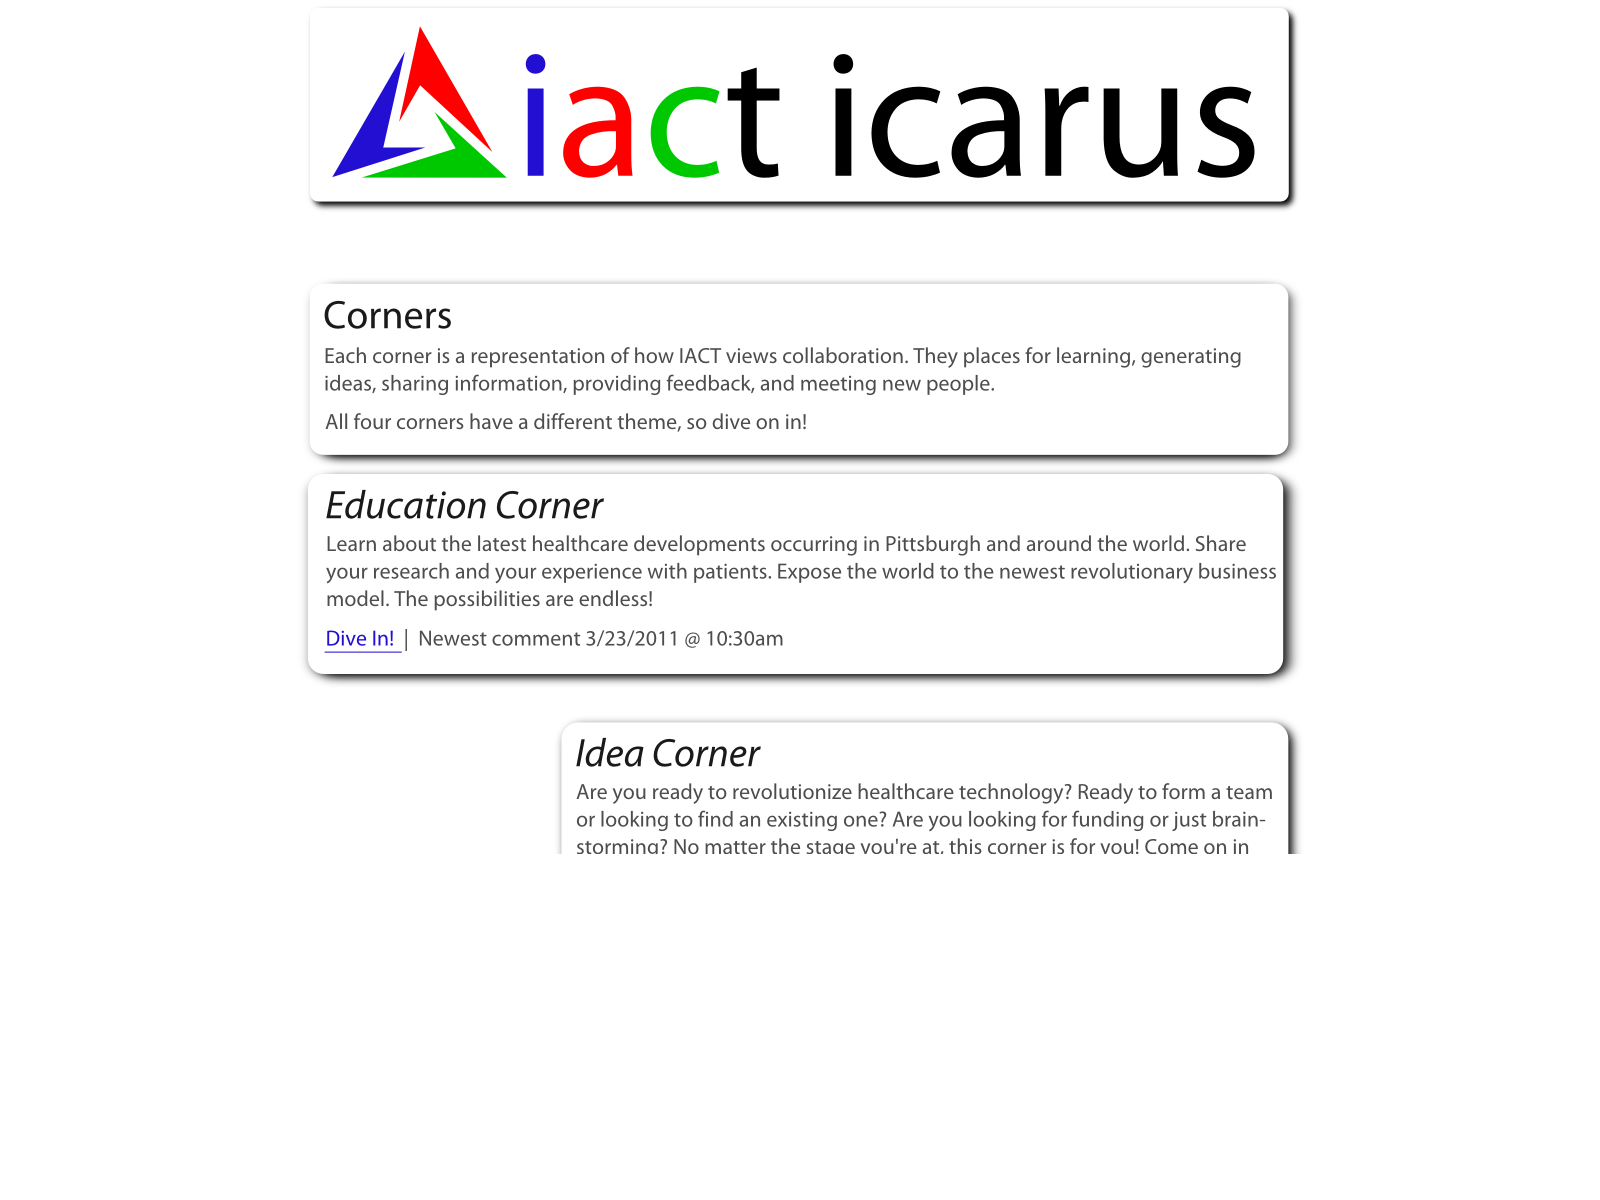 iact icarus
Corners
Each corner is a representation of how IACT views collaboration. They places for learning, generating
ideas, sharing information, providing feedback, and meeting new people.
All four corners have a different theme, so dive on in!
Education Corner
Learn about the latest healthcare developments occurring in Pittsburgh and around the world. Share
your research and your experience with patients. Expose the world to the newest revolutionary business
model. The possibilities are endless!
Dive In! | Newest comment 3/23/2011 @ 10:30am
Idea Corner
Are you ready to revolutionize healthcare technology? Ready to form a team
or looking to find an existing one? Are you looking for funding or just brain-
storming? No matter the stage you're at, this corner is for you! Come on in